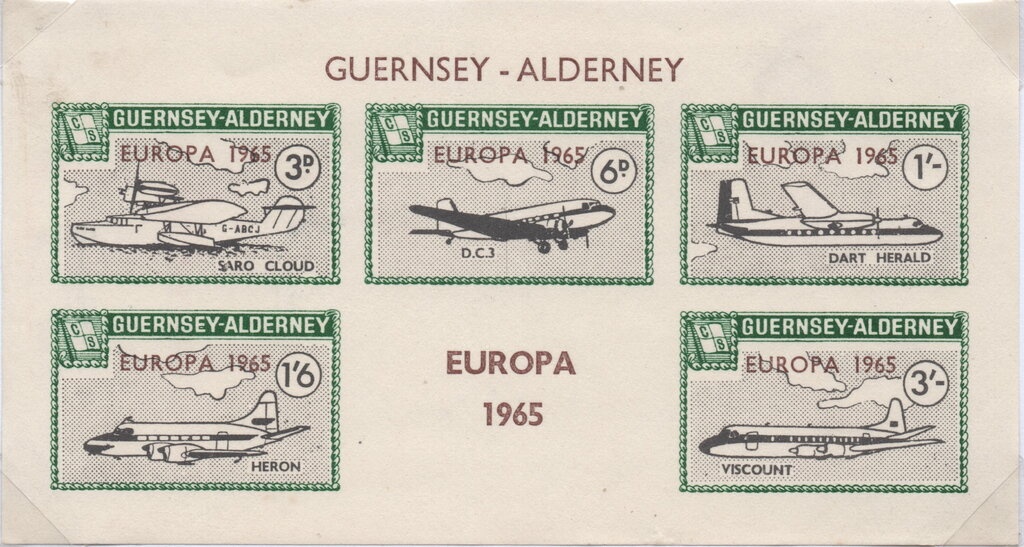 GUERNSEY - ALDERNEY
C S
GUERNSEY-ALDERNEY
EUROPA 1965
3D
G-ABCJ
SARO CLOUD
C S
GUERNSEY-ALDERNEY
EUROPA 1965
6D
D.C.3
C S
GUERNSEY-ALDERNEY
EUROPA 1965
1'-
DART HERALD
C S
GUERNSEY-ALDERNEY
EUROPA 1965
1'6
HERON
EUROPA
1965
C S
GUERNSEY-ALDERNEY
EUROPA 1965
3'-
VISCOUNT